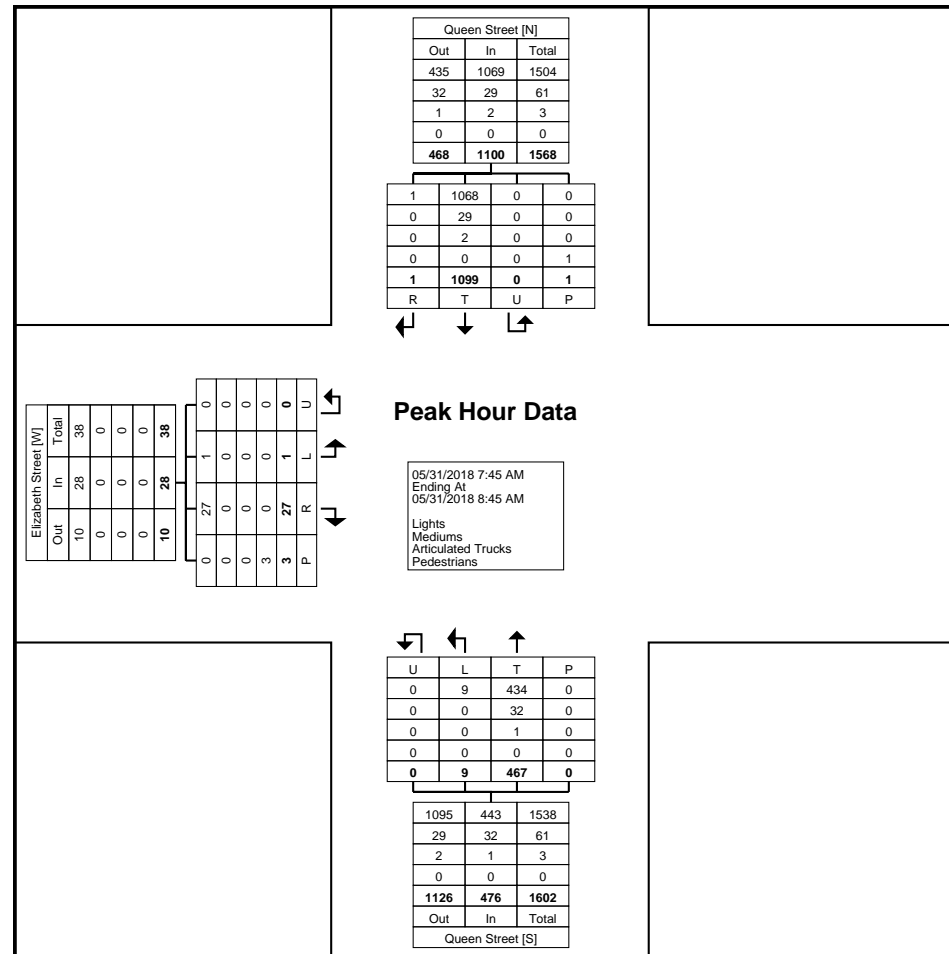 Queen Street [N]
Out In Total
435 1069 1504
32 29 61
1 2 3
0 0 0
468 1100 1568
1 1068 0 0
0 29 0 0
0 2 0 0
0 0 0 1
1 1099 0 1
R T U P
Elizabeth Street [W]
Out In Total
10 28 38
0 0 0
0 0 0
0 0 0
10 28 38
0 27 1 0
0 0 0 0
0 0 0 0
3 0 0 0
3 27 1 0
P R L U
Peak Hour Data
05/31/2018 7:45 AM
Ending At
05/31/2018 8:45 AM
Lights
Mediums
Articulated Trucks
Pedestrians
U L T P
0 9 434 0
0 0 32 0
0 0 1 0
0 0 0 0
0 9 467 0
1095 443 1538
29 32 61
2 1 3
0 0 0
1126 476 1602
Out In Total
Queen Street [S]